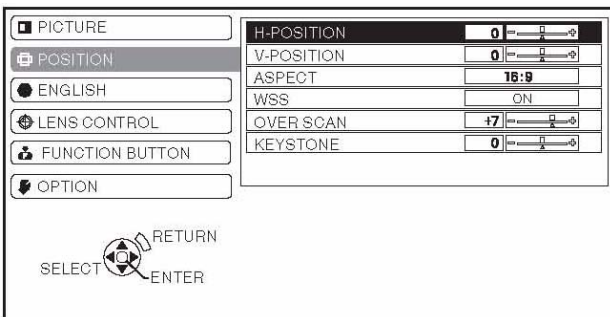 PICTURE
POSITION
ENGLISH
LENS CONTROL
FUNCTION BUTTON
OPTION
H-POSITION 0 - +
V-POSITION 0 - +
ASPECT 16:9
WSS ON
OVER SCAN +7 - +
KEYSTONE 0 - +
RETURN
SELECT
ENTER